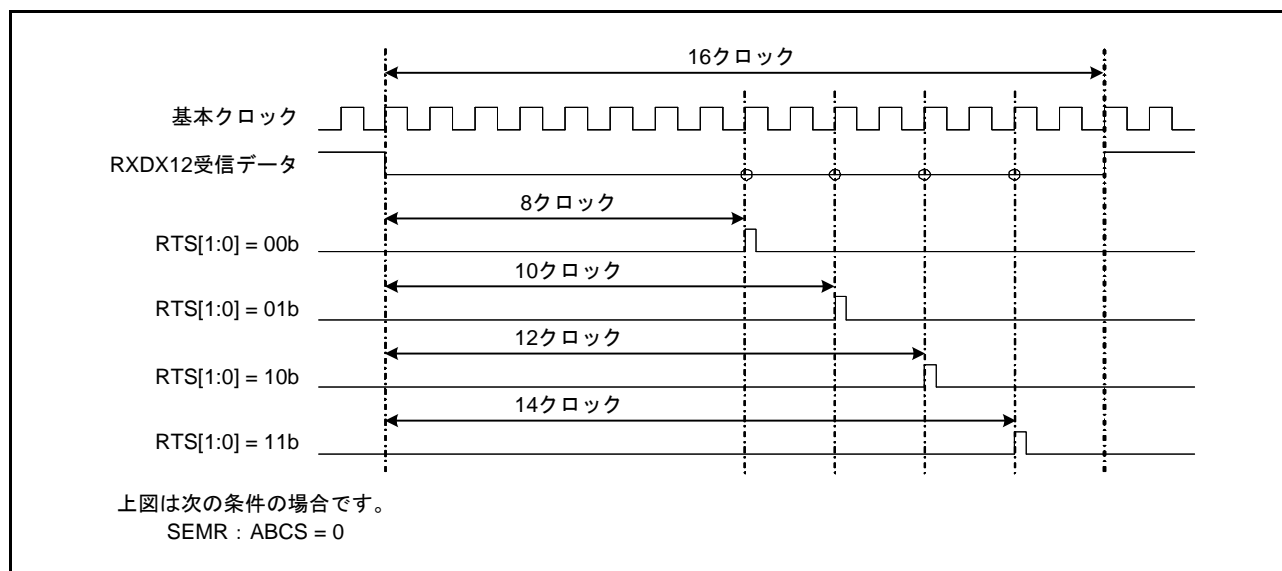 16クロック
基本クロック
RXDX12受信データ
8クロック
RTS[1:0] = 00b
10クロック
RTS[1:0] = 01b
12クロック
RTS[1:0] = 10b
14クロック
RTS[1:0] = 11b
上図は次の条件の場合です。
SEMR：ABCS = 0